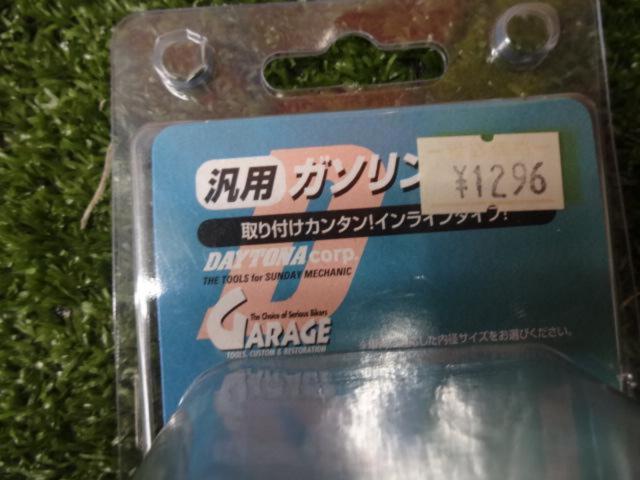 ¥1296
汎用 ガソリン
取り付けカンタン!インラインタイプ!
DAYTONA corp.
THE TOOLS for SUNDAY MECHANIC
The Choice of Serious Bikers
GARAGE
TOOLS, CUSTOM & RESTORATION
した内径サイズをお選びください。